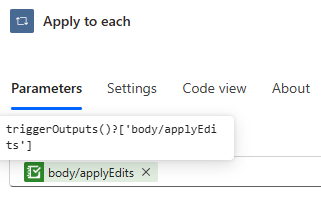 Apply to each
Parameters Settings Code view About
triggerOutputs()?['body/applyEdi
ts']
body/applyEdits ×